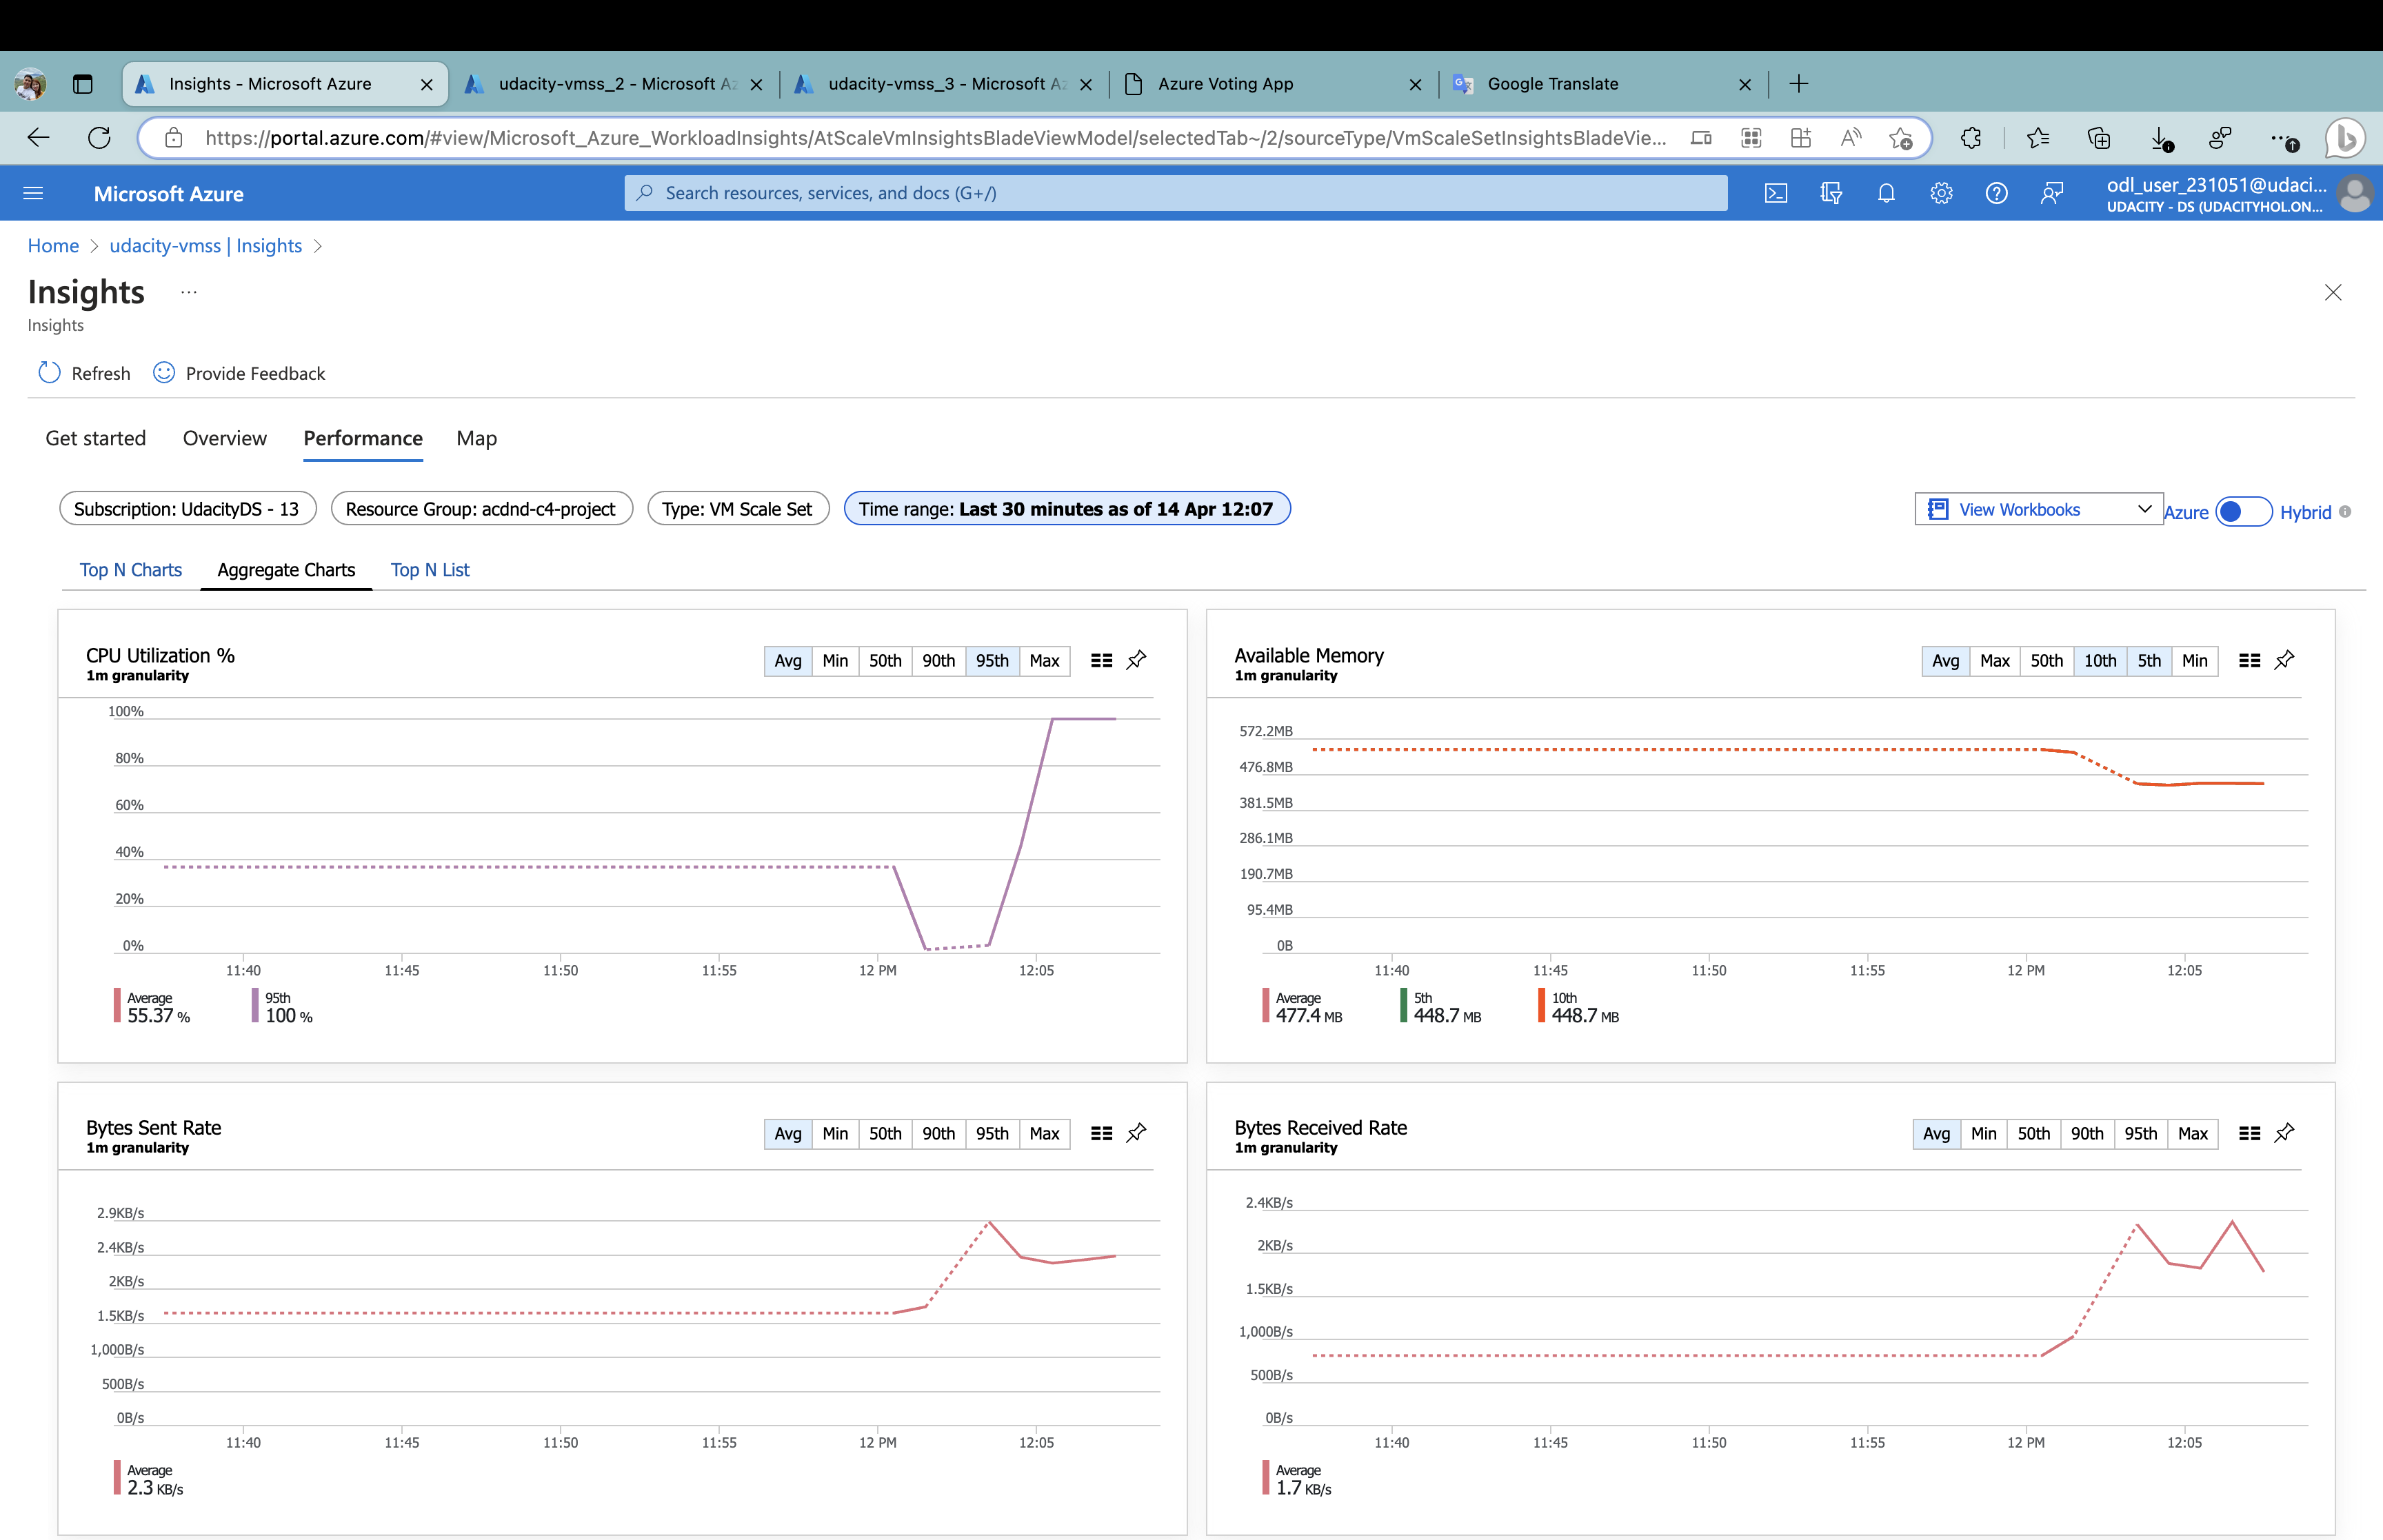 Insights - Microsoft Azure
udacity-vmss_2 - Microsoft Az
udacity-vmss_3 - Microsoft Az
Azure Voting App
Google Translate
https://portal.azure.com/#view/Microsoft_Azure_WorkloadInsights/AtScaleVmInsightsBladeViewModel/selectedTab~/2/sourceType/VmScaleSetInsightsBladeVie...
Microsoft Azure
Search resources, services, and docs (G+/)
odl_user_231051@udaci...
UDACITY - DS (UDACITYHOL.ON...
Home > udacity-vmss | Insights >
Insights ...
Insights
Refresh Provide Feedback
Get started Overview Performance Map
Subscription: UdacityDS - 13 Resource Group: acdnd-c4-project Type: VM Scale Set Time range: Last 30 minutes as of 14 Apr 12:07 View Workbooks Azure Hybrid
Top N Charts Aggregate Charts Top N List
CPU Utilization %
1m granularity
Avg Min 50th 90th 95th Max
100%
80%
60%
40%
20%
0%
11:40 11:45 11:50 11:55 12 PM 12:05
Average 95th
55.37 % 100 %
Available Memory
1m granularity
Avg Max 50th 10th 5th Min
572.2MB
476.8MB
381.5MB
286.1MB
190.7MB
95.4MB
0B
11:40 11:45 11:50 11:55 12 PM 12:05
Average 5th 10th
477.4 MB 448.7 MB 448.7 MB
Bytes Sent Rate
1m granularity
Avg Min 50th 90th 95th Max
2.9KB/s
2.4KB/s
2KB/s
1.5KB/s
1,000B/s
500B/s
0B/s
11:40 11:45 11:50 11:55 12 PM 12:05
Average
2.3 KB/s
Bytes Received Rate
1m granularity
Avg Min 50th 90th 95th Max
2.4KB/s
2KB/s
1.5KB/s
1,000B/s
500B/s
0B/s
11:40 11:45 11:50 11:55 12 PM 12:05
Average
1.7 KB/s